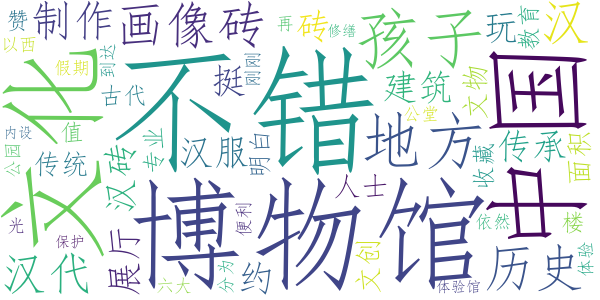 赞
制作
画像砖
再
砖
修缮
孩子
玩
教育
汉
以西
假期
到达
刚刚
挺
建筑
文物
公堂
中国
文化
不错
古代
内设
值
公园
传统
汉砖
专业
汉服
明白
地方
收藏
传承
面积
博物馆
人士
依然
楼
光
保护
展厅
便利
汉代
六大
分为
约
文创
体验馆
历史
体验